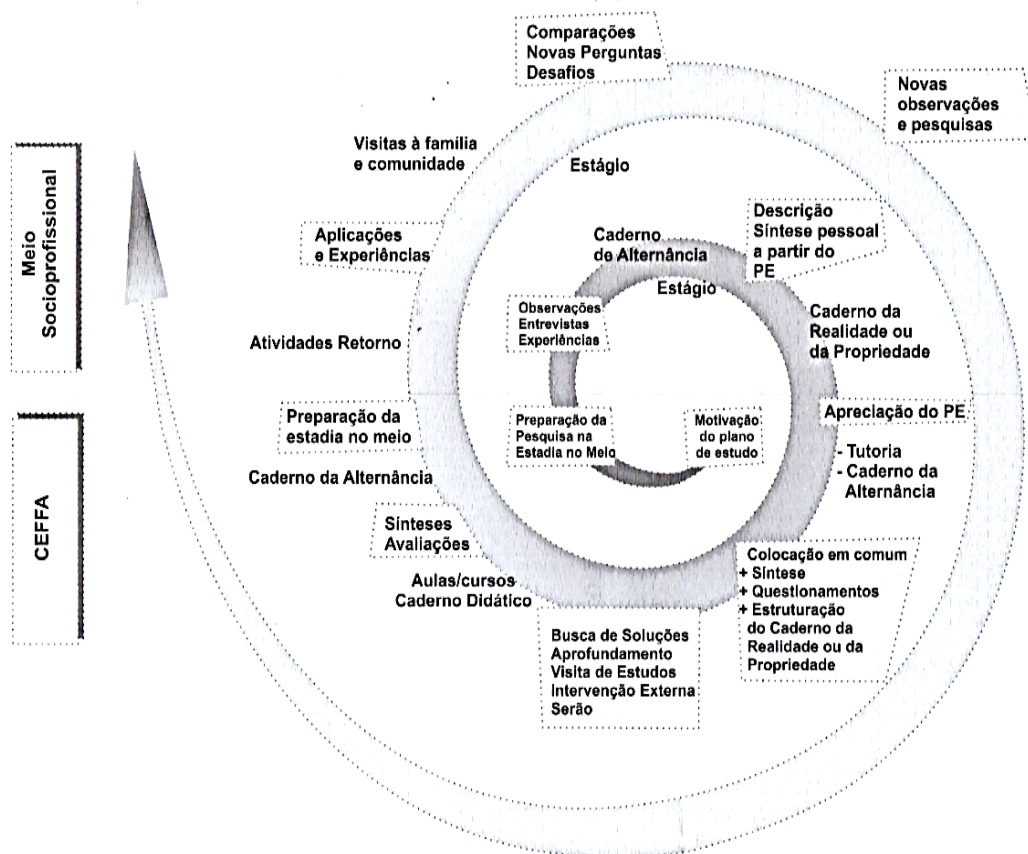 Comparações
Novas Perguntas
Desafios
Novas
observações
e pesquisas
Visitas à família
e comunidade
Estágio
Aplicações
e Experiências
Caderno
de Alternância
Descrição
Síntese pessoal
a partir do
PE
Estágio
Observações
Entrevistas
Experiências
Caderno da
Realidade ou
da Propriedade
Atividades Retorno
Meio
Socioprofissional
Preparação da
estadia no meio
Preparação da
Pesquisa na
Estadia no Meio
Motivação
do plano
de estudo
Apreciação do PE
- Tutoria
- Caderno da
Alternância
Caderno da Alternância
CEFFA
Sínteses
Avaliações
Aulas/cursos
Caderno Didático
Colocação em comum
+ Síntese
+ Questionamentos
+ Estruturação
do Caderno da
Realidade ou da
Propriedade
Busca de Soluções
Aprofundamento
Visita de Estudos
Intervenção Externa
Serão